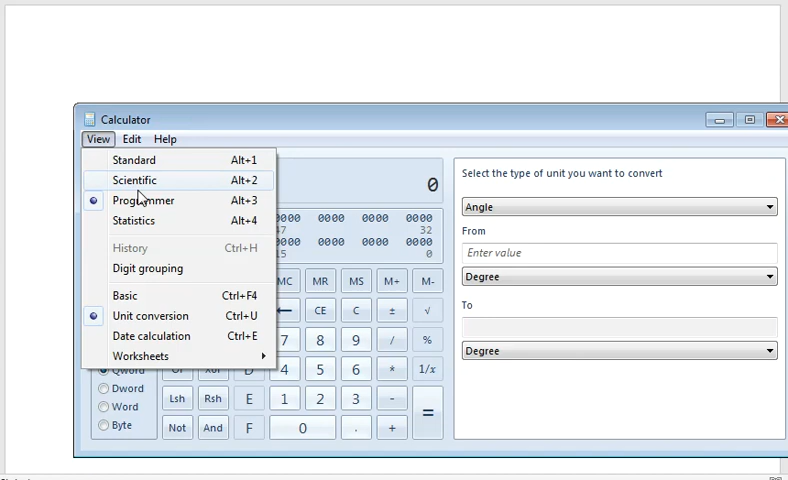 Calculator
View Edit Help
Standard Alt+1
Scientific Alt+2
Programmer Alt+3
Statistics Alt+4
History Ctrl+H
Digit grouping
Basic Ctrl+F4
Unit conversion Ctrl+U
Date calculation Ctrl+E
Worksheets
0
0000 0000 0000 0000
47 32
0000 0000 0000 0000
15 0
MC MR MS M+ M-
← CE C ± √
7 8 9 / %
D 4 5 6 * 1/x
Qword
Dword
Word
Byte
Lsh Rsh E 1 2 3 - =
Not And F 0 . +
Select the type of unit you want to convert
Angle
From
Enter value
Degree
To
Degree